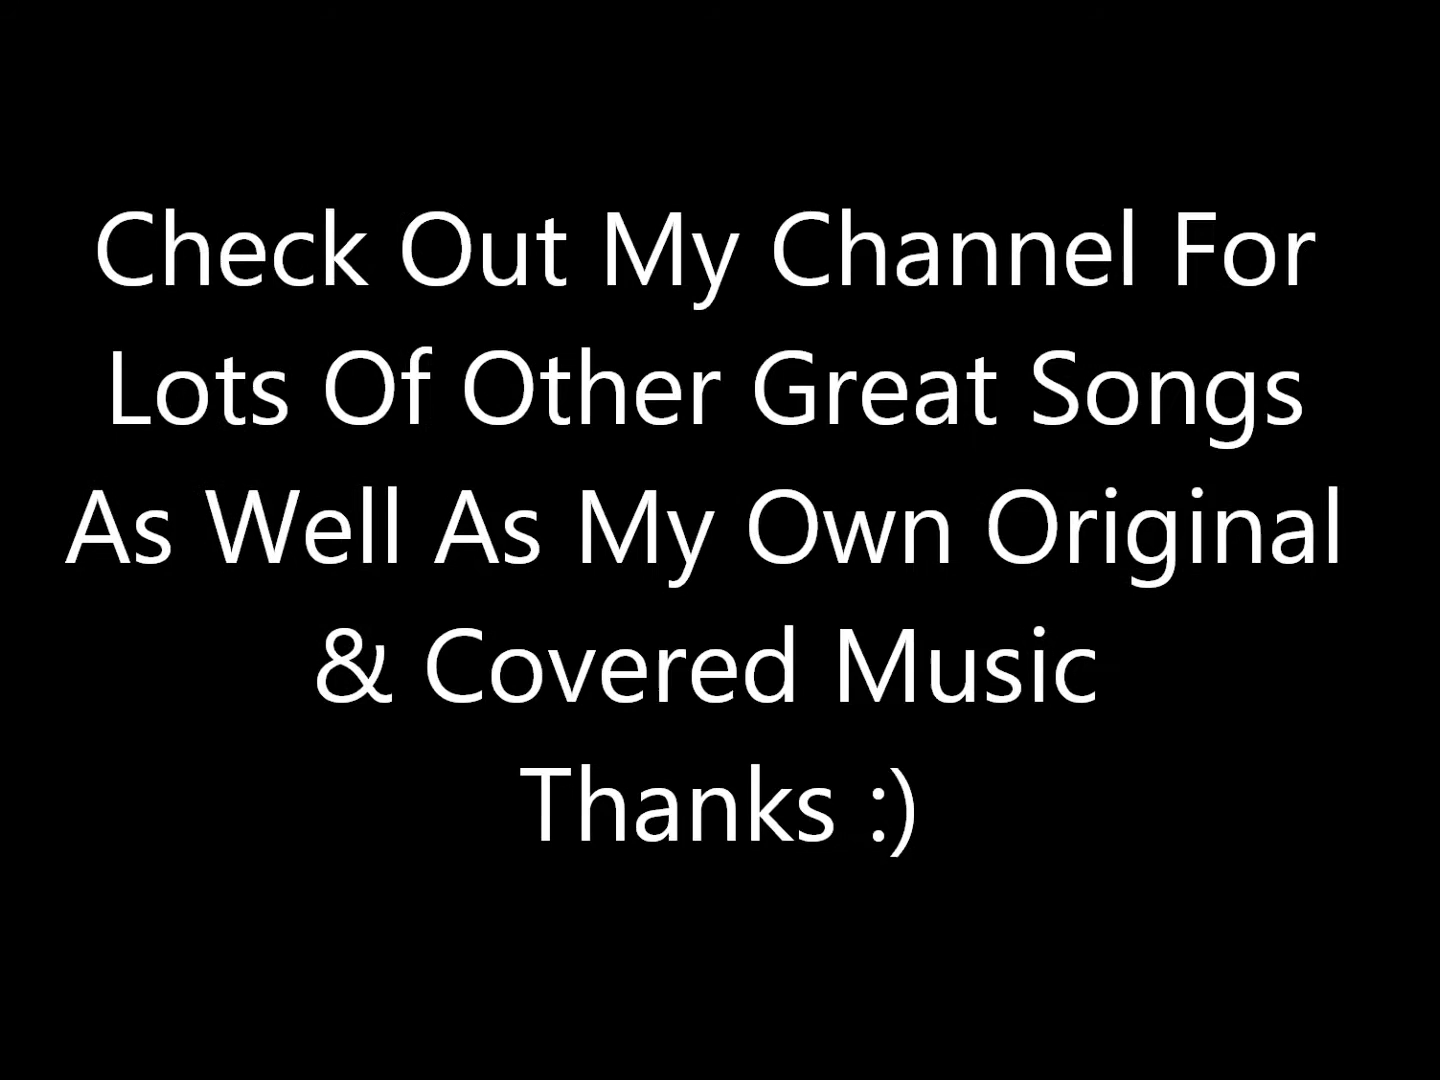 Check Out My Channel For
Lots Of Other Great Songs
As Well As My Own Original
& Covered Music
Thanks :)